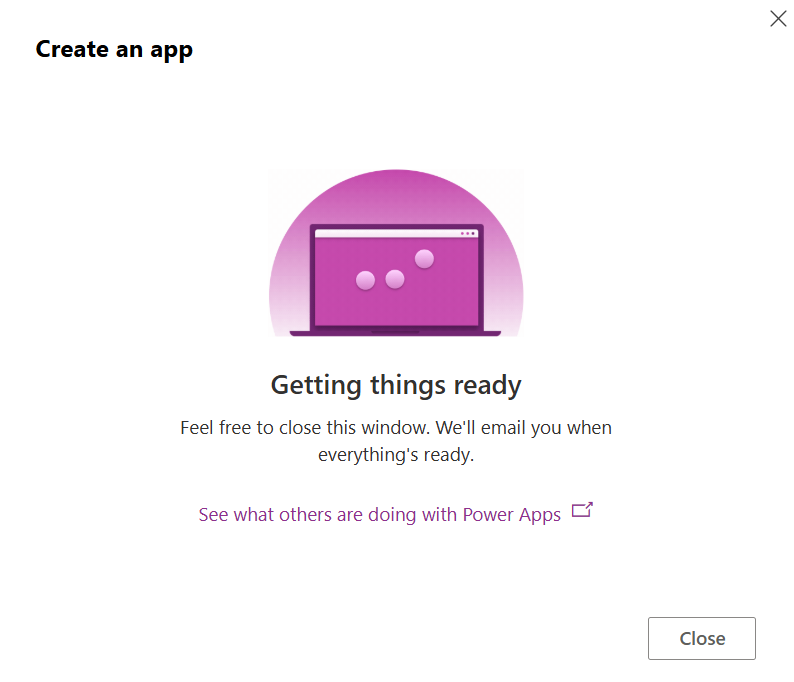 Create an app
Getting things ready
Feel free to close this window. We'll email you when
everything's ready.
See what others are doing with Power Apps
Close